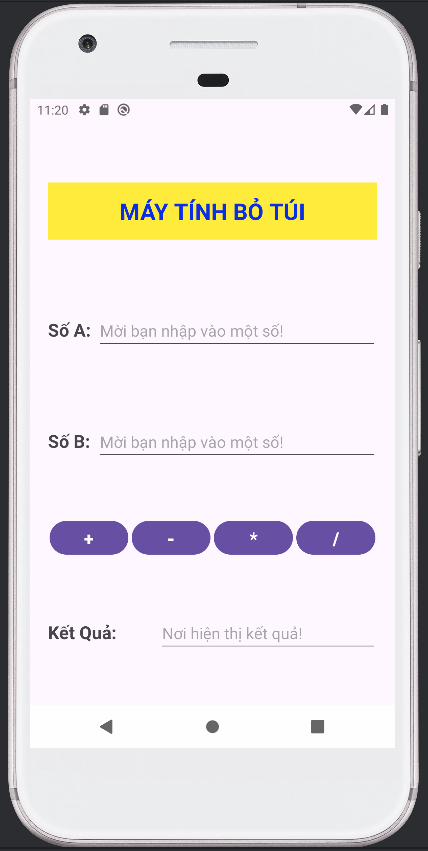 11:20
MÁY TÍNH BỎ TÚI
Số A: Mời bạn nhập vào một số!
Số B: Mời bạn nhập vào một số!
+ - * /
Kết Quả: Nơi hiện thị kết quả!